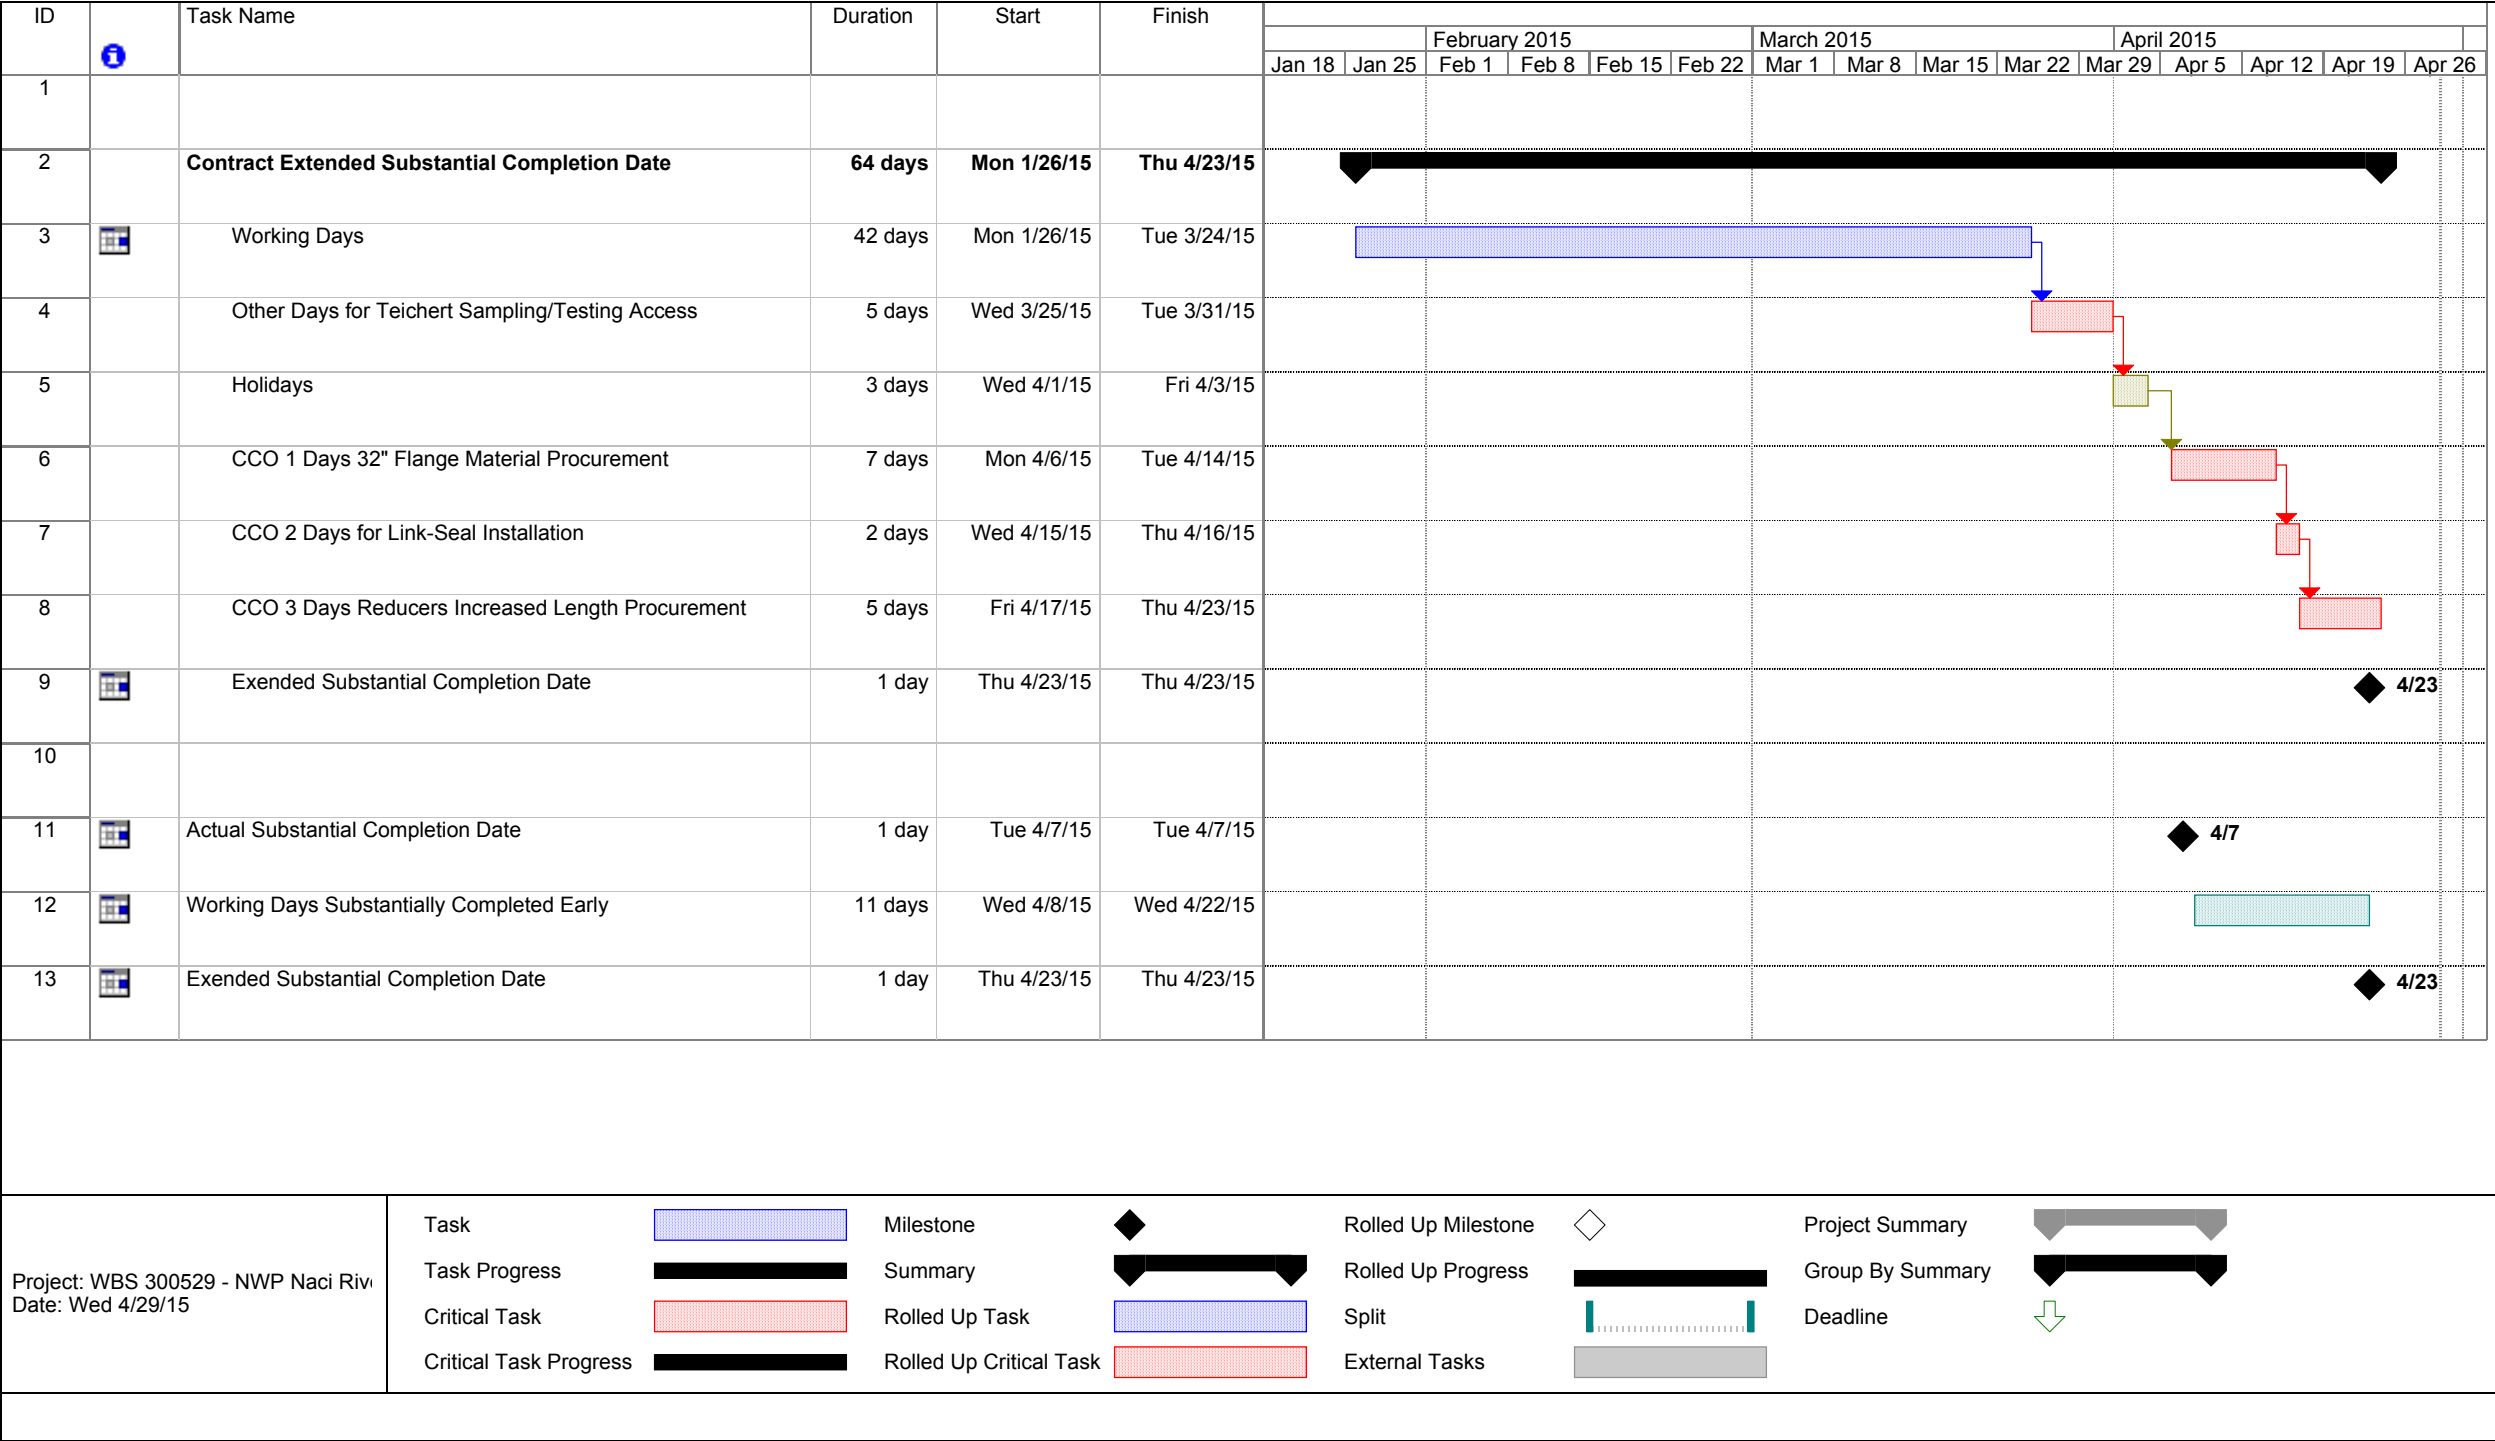 ID Task Name Duration Start Finish
February 2015 March 2015 April 2015
Jan 18 Jan 25 Feb 1 Feb 8 Feb 15 Feb 22 Mar 1 Mar 8 Mar 15 Mar 22 Mar 29 Apr 5 Apr 12 Apr 19 Apr 26
1
2 Contract Extended Substantial Completion Date 64 days Mon 1/26/15 Thu 4/23/15
3 Working Days 42 days Mon 1/26/15 Tue 3/24/15
4 Other Days for Teichert Sampling/Testing Access 5 days Wed 3/25/15 Tue 3/31/15
5 Holidays 3 days Wed 4/1/15 Fri 4/3/15
6 CCO 1 Days 32" Flange Material Procurement 7 days Mon 4/6/15 Tue 4/14/15
7 CCO 2 Days for Link-Seal Installation 2 days Wed 4/15/15 Thu 4/16/15
8 CCO 3 Days Reducers Increased Length Procurement 5 days Fri 4/17/15 Thu 4/23/15
9 Exended Substantial Completion Date 1 day Thu 4/23/15 Thu 4/23/15 4/23
10
11 Actual Substantial Completion Date 1 day Tue 4/7/15 Tue 4/7/15 4/7
12 Working Days Substantially Completed Early 11 days Wed 4/8/15 Wed 4/22/15
13 Exended Substantial Completion Date 1 day Thu 4/23/15 Thu 4/23/15 4/23
Project: WBS 300529 - NWP Naci Riv
Date: Wed 4/29/15
Task
Task Progress
Critical Task
Critical Task Progress
Milestone
Summary
Rolled Up Task
Rolled Up Critical Task
Rolled Up Milestone
Rolled Up Progress
Split
External Tasks
Project Summary
Group By Summary
Deadline